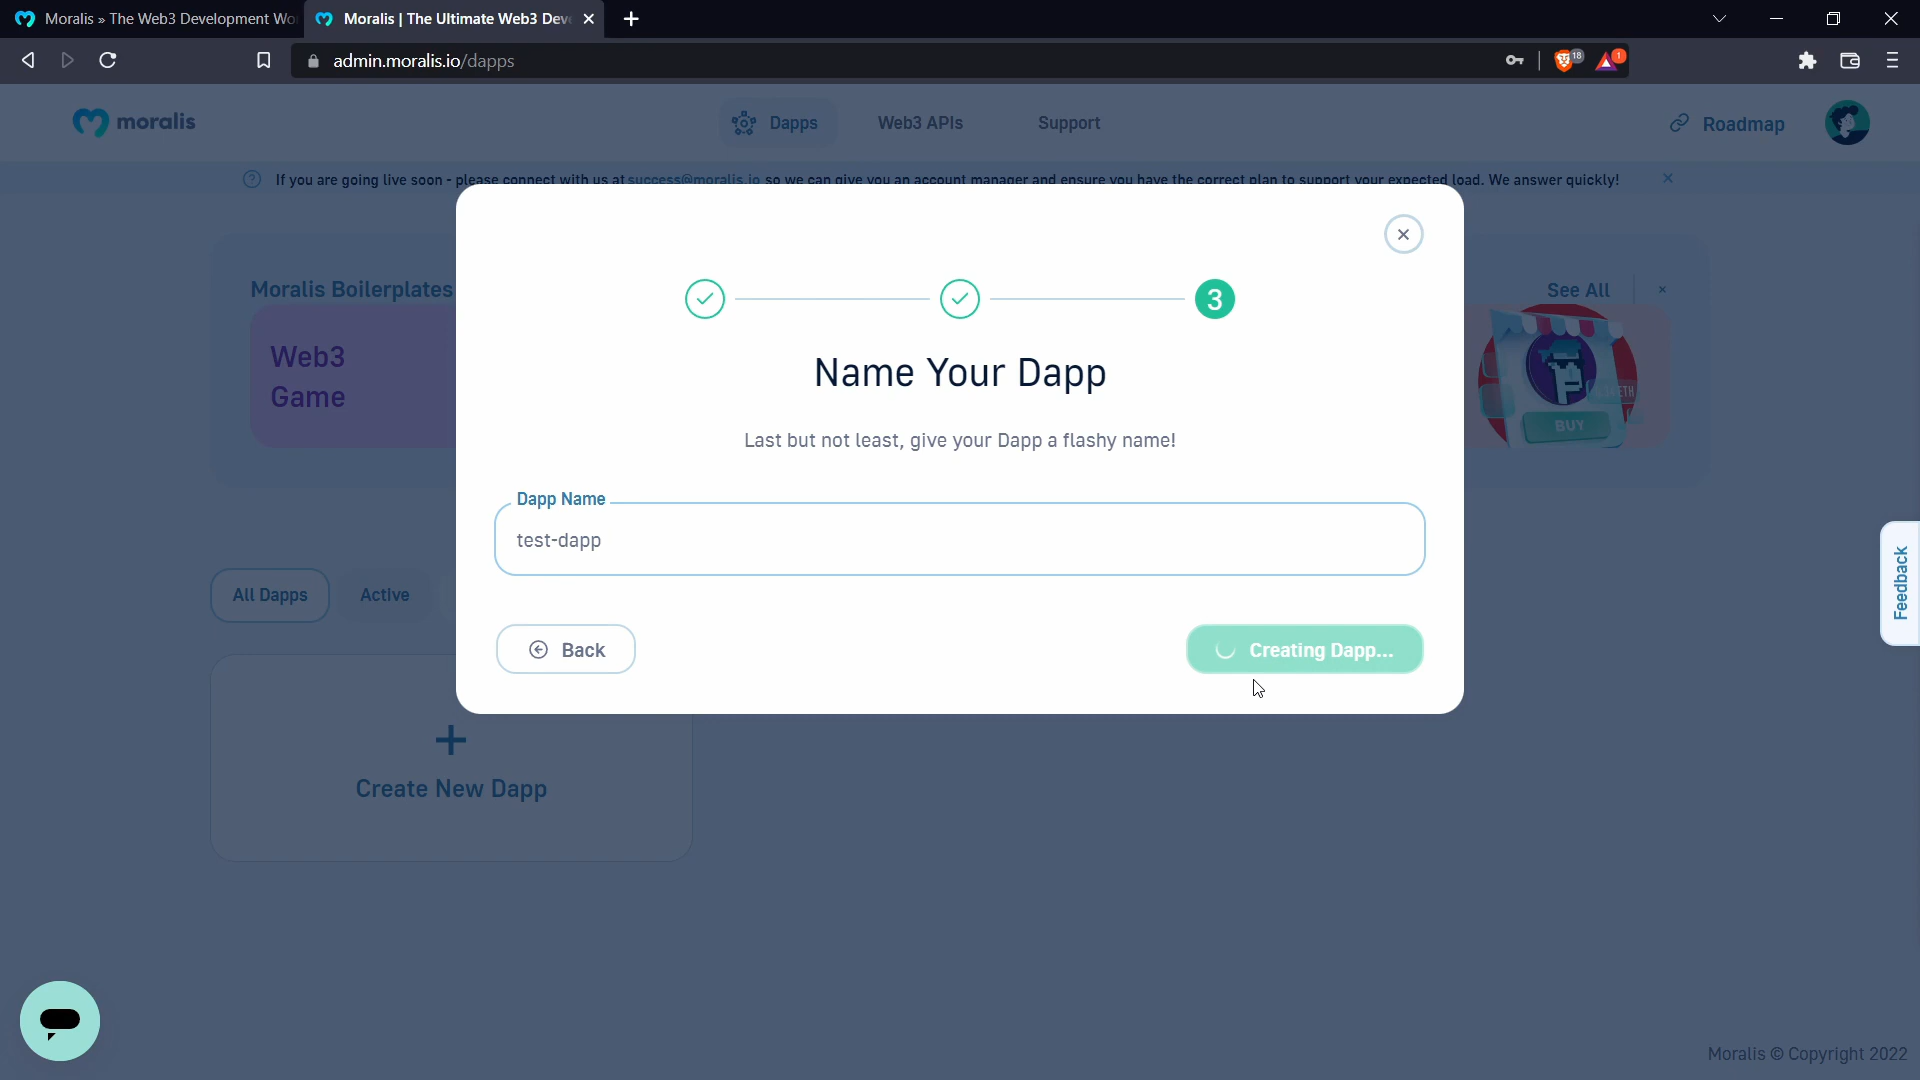 Moralis » The Web3 Development Wo
Moralis | The Ultimate Web3 Dev
admin.moralis.io/dapps
18
1
moralis
Dapps
Web3 APIs
Support
Roadmap
If you are going live soon - please connect with us at success@moralis.io so we can give you an account manager and ensure you have the correct plan to support your expected load. We answer quickly!
Moralis Boilerplates
See All
Web3
Game
ETH
BUY
3
Name Your Dapp
Last but not least, give your Dapp a flashy name!
Dapp Name
test-dapp
Back
Creating Dapp...
Feedback
All Dapps
Active
Create New Dapp
Moralis © Copyright 2022